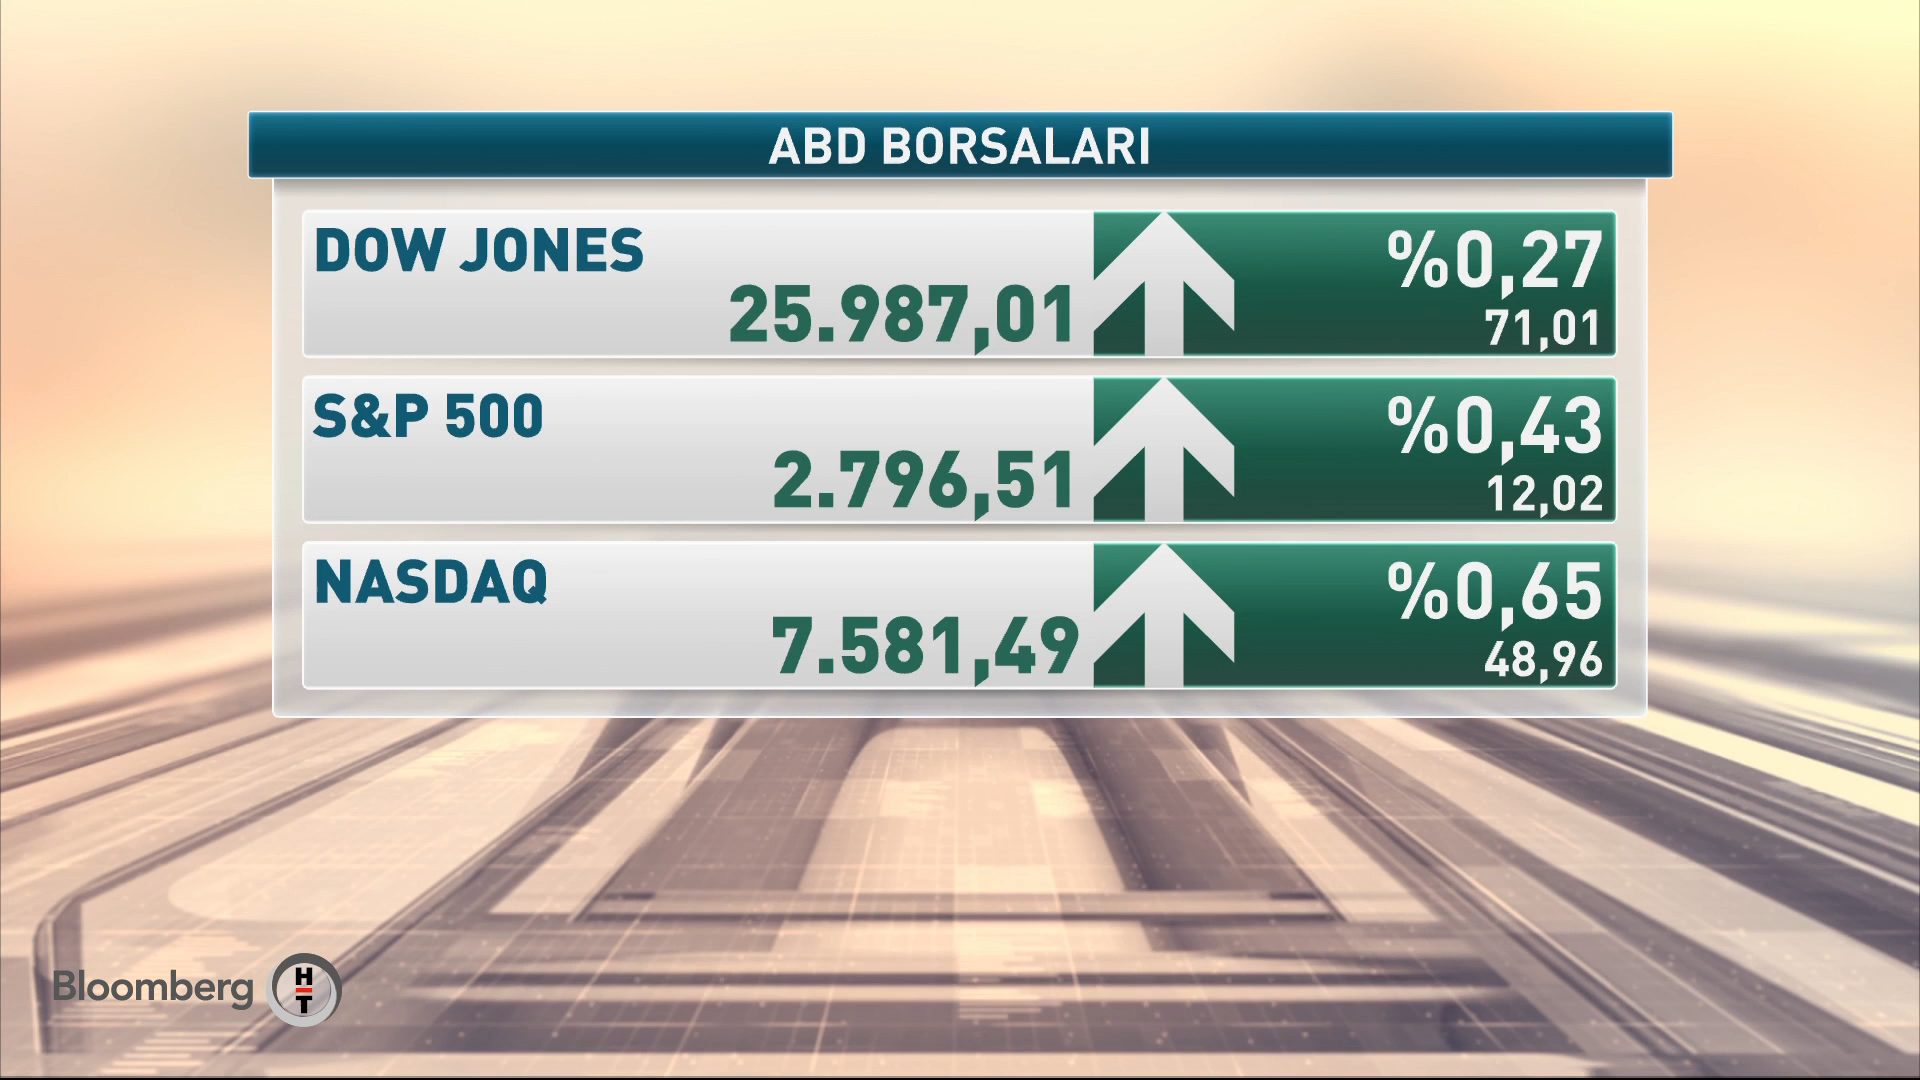 ABD BORSALARI
DOW JONES
25.987,01
%0,27
71,01
S&P 500
2.796,51
%0,43
12,02
NASDAQ
7.581,49
%0,65
48,96
Bloomberg HT